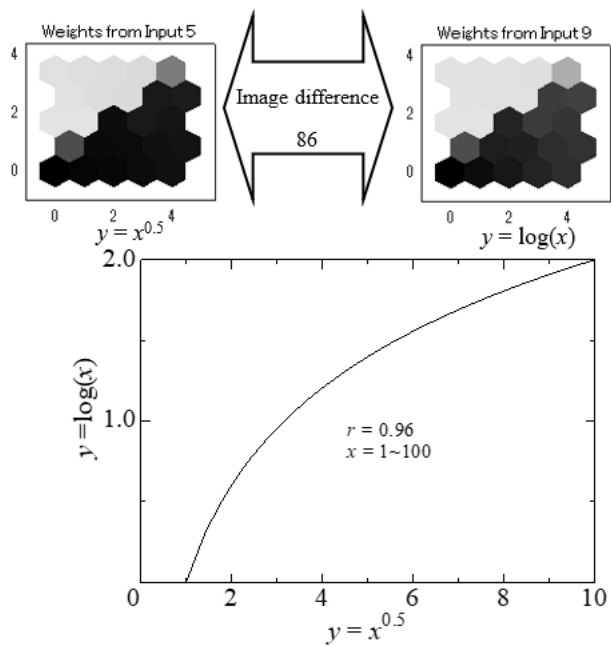 Weights from Input 5
4
2
0
0 2 4
y = x^0.5
Image difference
86
Weights from Input 9
4
2
0
0 2 4
y = log(x)
2.0
1.0
y =log(x)
r = 0.96
x = 1~100
0 2 4 6 8 10
y = x^0.5